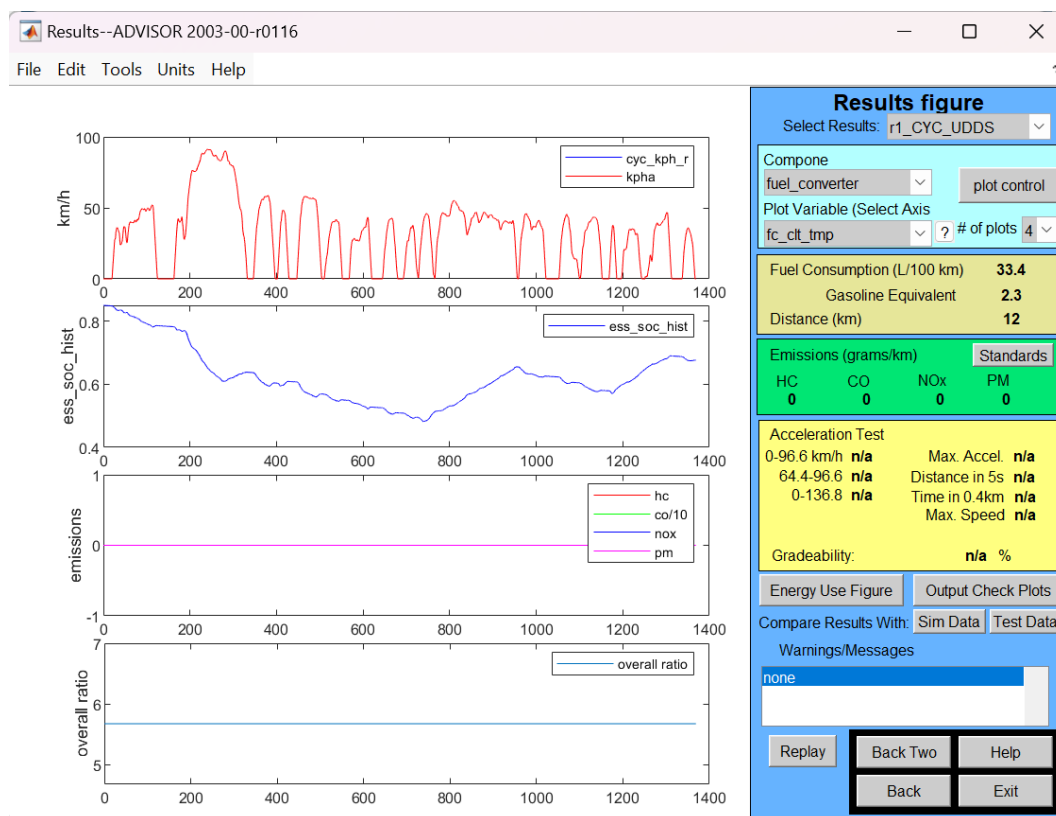 Results--ADVISOR 2003-00-r0116
File Edit Tools Units Help
100
50
0
km/h
cyc_kph_r
kpha
0 200 400 600 800 1000 1200 1400
0.8
0.6
0.4
ess_soc_hist
ess_soc_hist
0 200 400 600 800 1000 1200 1400
1
0
-1
emissions
hc
co/10
nox
pm
0 200 400 600 800 1000 1200 1400
7
6
5
overall ratio
overall ratio
0 200 400 600 800 1000 1200 1400
Results figure
Select Results: r1_CYC_UDDS
Compone
fuel_converter
plot control
Plot Variable (Select Axis
fc_clt_tmp ? # of plots 4
Fuel Consumption (L/100 km) 33.4
Gasoline Equivalent 2.3
Distance (km) 12
Emissions (grams/km) Standards
HC CO NOx PM
0 0 0 0
Acceleration Test
0-96.6 km/h n/a Max. Accel. n/a
64.4-96.6 n/a Distance in 5s n/a
0-136.8 n/a Time in 0.4km n/a
Max. Speed n/a
Gradeability: n/a %
Energy Use Figure Output Check Plots
Compare Results With: Sim Data Test Data
Warnings/Messages
none
Replay Back Two Help
Back Exit